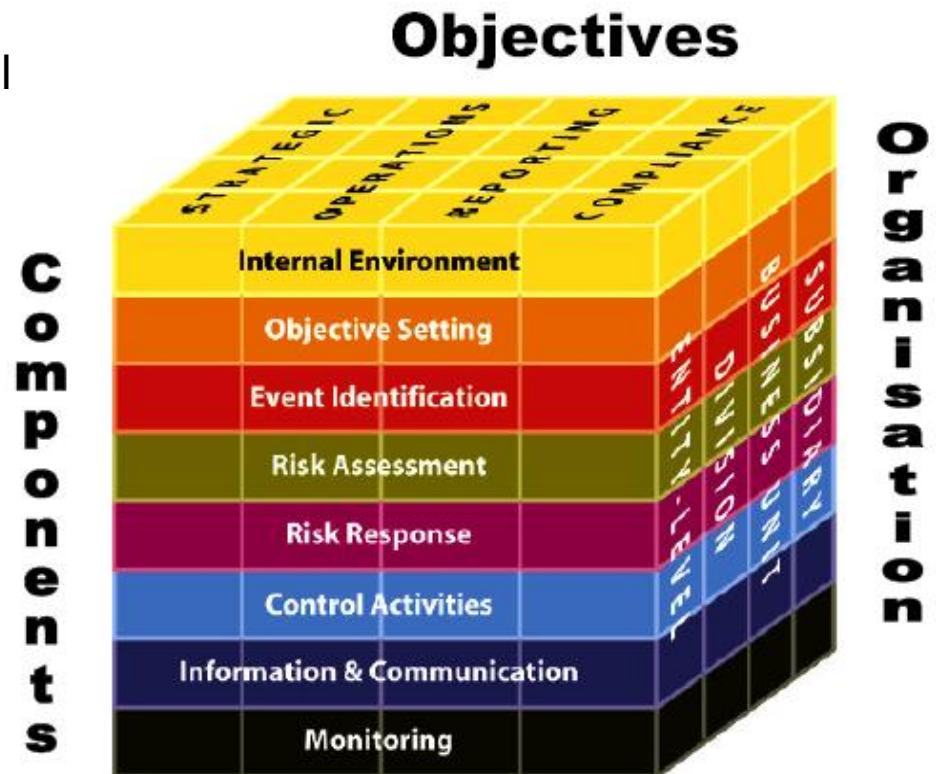 Objectives
l
STRATEGIC
OPERATIONS
REPORTING
COMPLIANCE
Components
Internal Environment
Objective Setting
Event Identification
Risk Assessment
Risk Response
Control Activities
Information & Communication
Monitoring
ENTITY-LEVEL
DIVISION
BUSINESS UNIT
SUBSIDIARY
Organisation